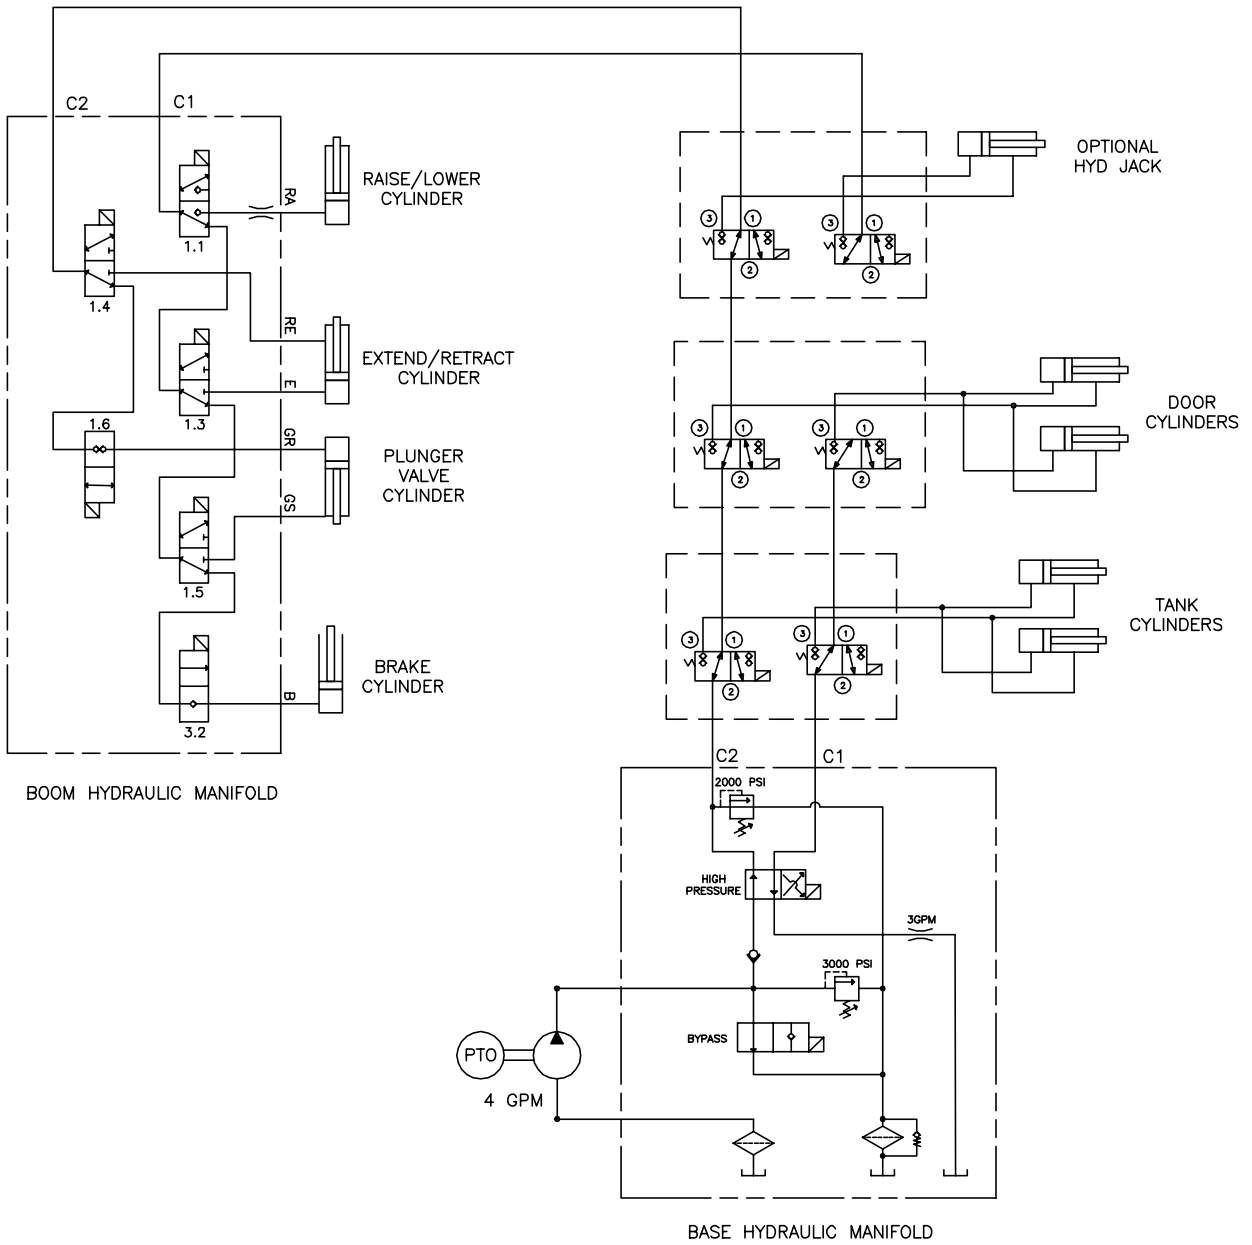 C2
C1
RA
RAISE/LOWER
CYLINDER
1.1
1.4
RE
EXTEND/RETRACT
CYLINDER
E
1.3
1.6
GR
PLUNGER
VALVE
CYLINDER
GS
1.5
BRAKE
CYLINDER
B
3.2
BOOM HYDRAULIC MANIFOLD
OPTIONAL
HYD JACK
3
1
3
1
2
2
DOOR
CYLINDERS
3
1
3
1
2
2
TANK
CYLINDERS
3
1
3
1
2
2
C2
C1
2000 PSI
HIGH
PRESSURE
3GPM
3000 PSI
BYPASS
PTO
4 GPM
BASE HYDRAULIC MANIFOLD